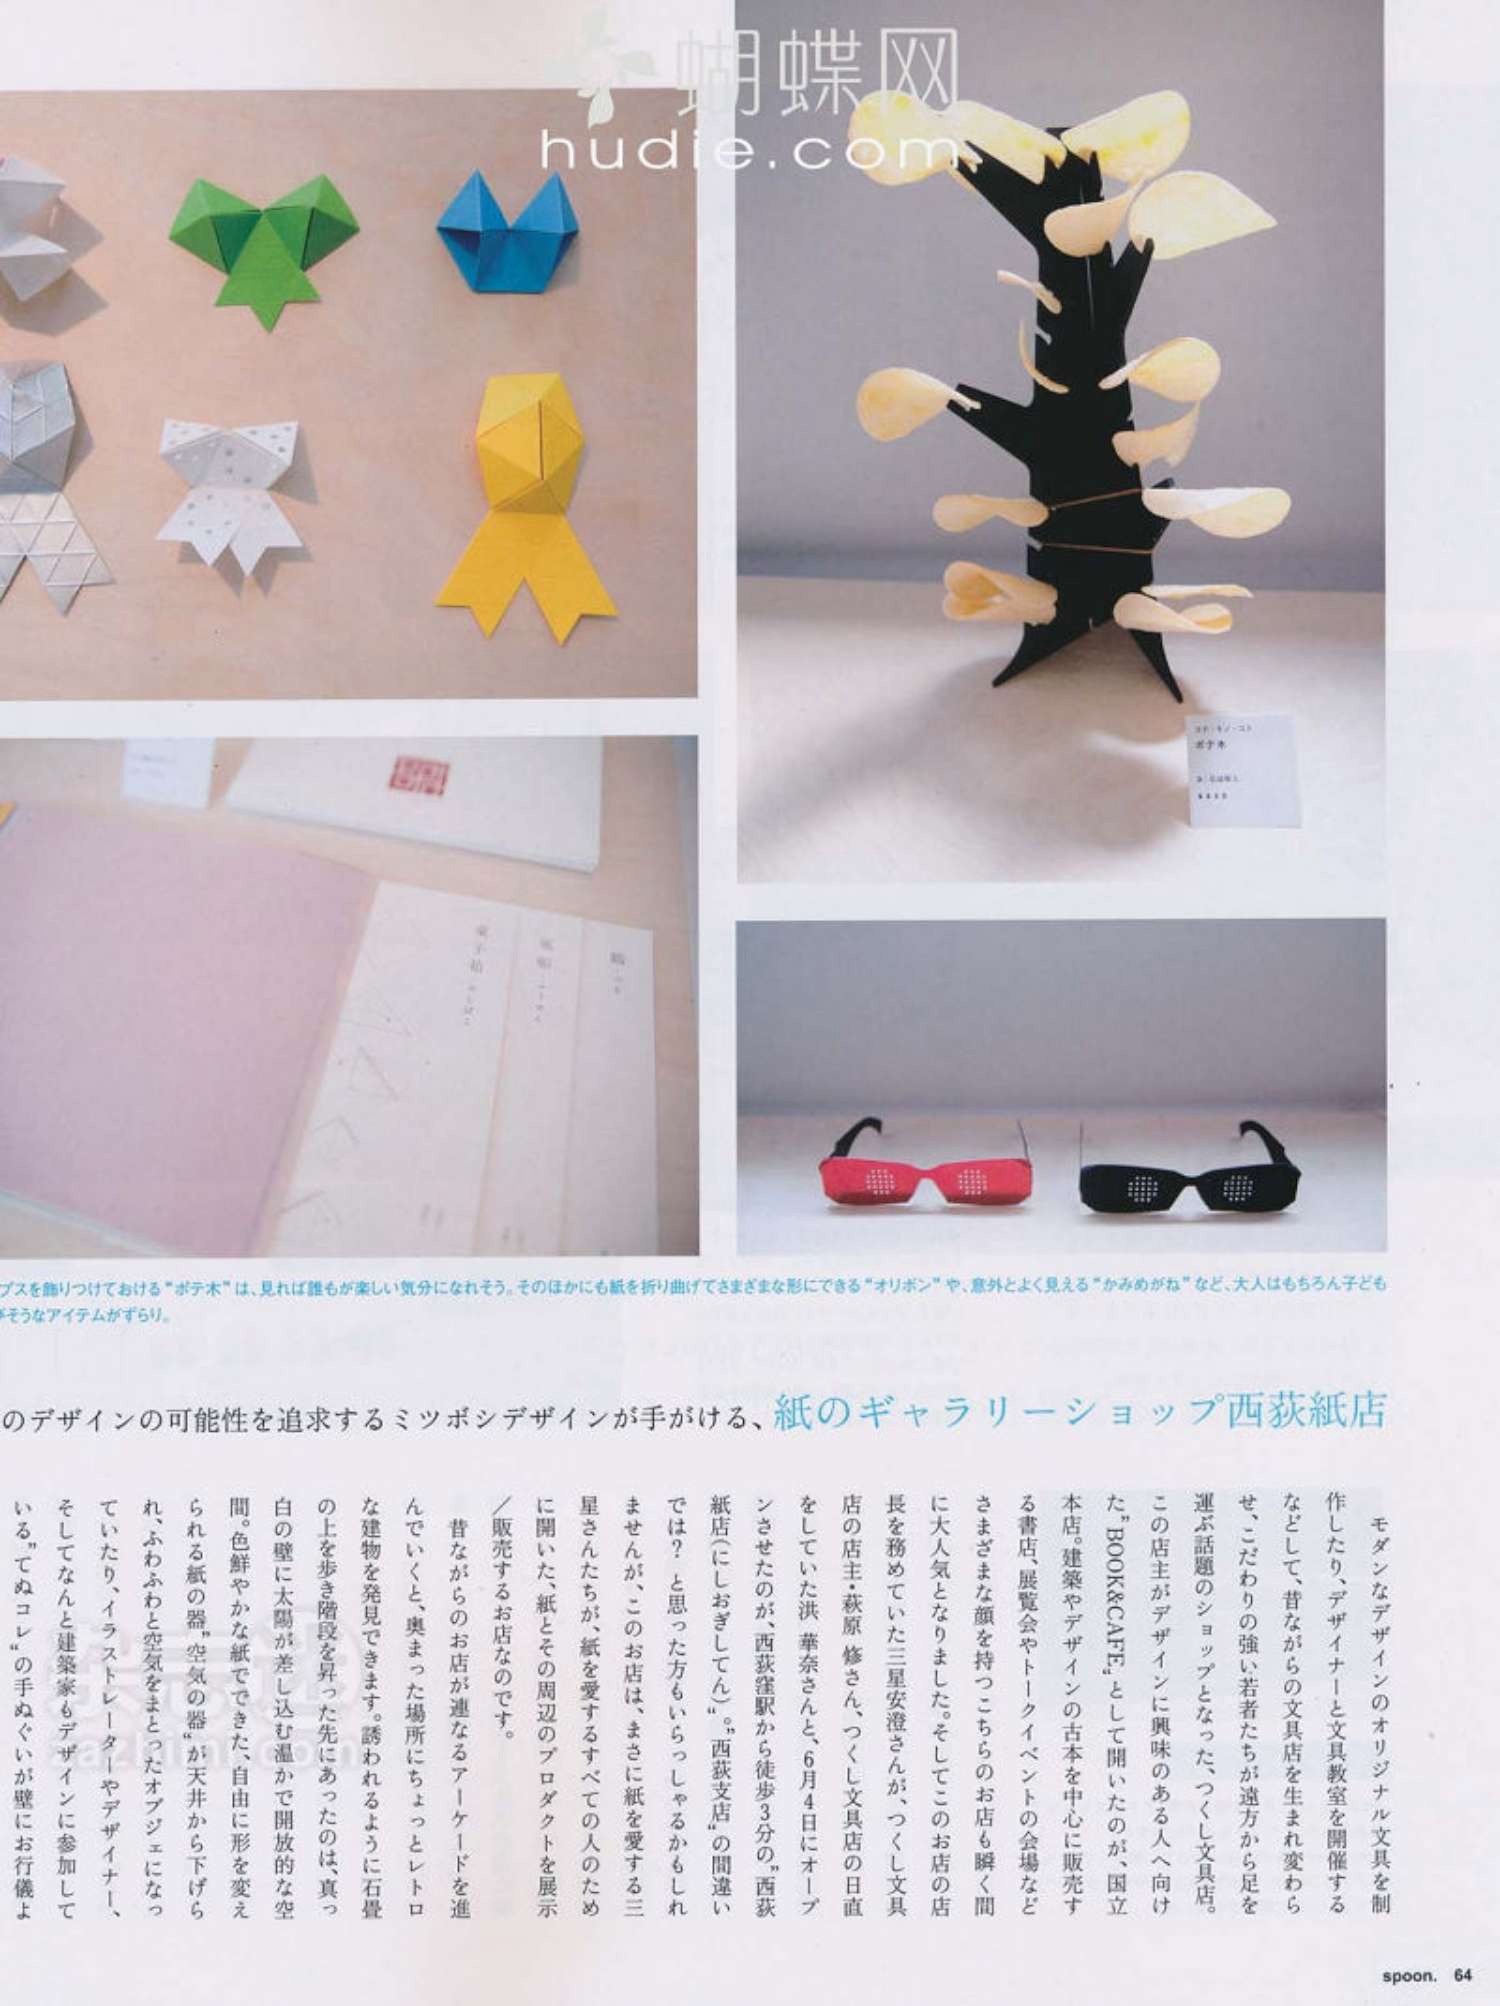 蝴蝶网
hudie.com
ポテ木
菓子箱
風船
鶴
プスを飾りつけておける“ポテ木”は、見れば誰もが楽しい気分になれそう。そのほかにも紙を折り曲げてさまざまな形にできる“オリボン”や、意外とよく見える“かみめがね”など、大人はもちろん子ども
そうなアイテムがずらり。
のデザインの可能性を追求するミツボシデザインが手がける、紙のギャラリーショップ西荻紙店
モダンなデザインのオリジナル文具を制
作したり、デザイナーと文具教室を開催する
などして、昔ながらの文具店を生まれ変わら
せ、こだわりの強い若者たちが遠方から足を
運ぶ話題のショップとなった、つくし文具店。
この店主がデザインに興味のある人へ向け
た“BOOK&CAFE”として開いたのが、国立
本店。建築やデザインの古本を中心に販売す
る書店、展覧会やトークイベントの会場など
さまざまな顔を持つこちらのお店も瞬く間
に大人気となりました。そしてこのお店の店
長を務めていた三星安澄さんが、つくし文具
店の店主・萩原 修さん、つくし文具店の日直
をしていた洪 華奈さんと、6月4日にオープ
ンさせたのが、西荻窪駅から徒歩3分の“西荻
紙店(にしおぎしてん)”。“西荻支店”の間違い
では? と思った方もいらっしゃるかもしれ
ませんが、このお店は、まさに紙を愛する三
星さんたちが、紙を愛するすべての人のため
に開いた、紙とその周辺のプロダクトを展示
/販売するお店なのです。
昔ながらのお店が連なるアーケードを進
んでいくと、奥まった場所にちょっとレトロ
な建物を発見できます。誘われるように石畳
の上を歩き階段を昇った先にあったのは、真っ
白の壁に太陽が差し込む温かで開放的な空
間。色鮮やかな紙でできた、自由に形を変え
られる紙の器“空気の器”が天井から下げら
れ、ふわふわと空気をまとったオブジェになっ
ていたり、イラストレーターやデザイナー、
そしてなんと建築家もデザインに参加して
いる“てぬコレ”の手ぬぐいが壁にお行儀よ
spoon. 64